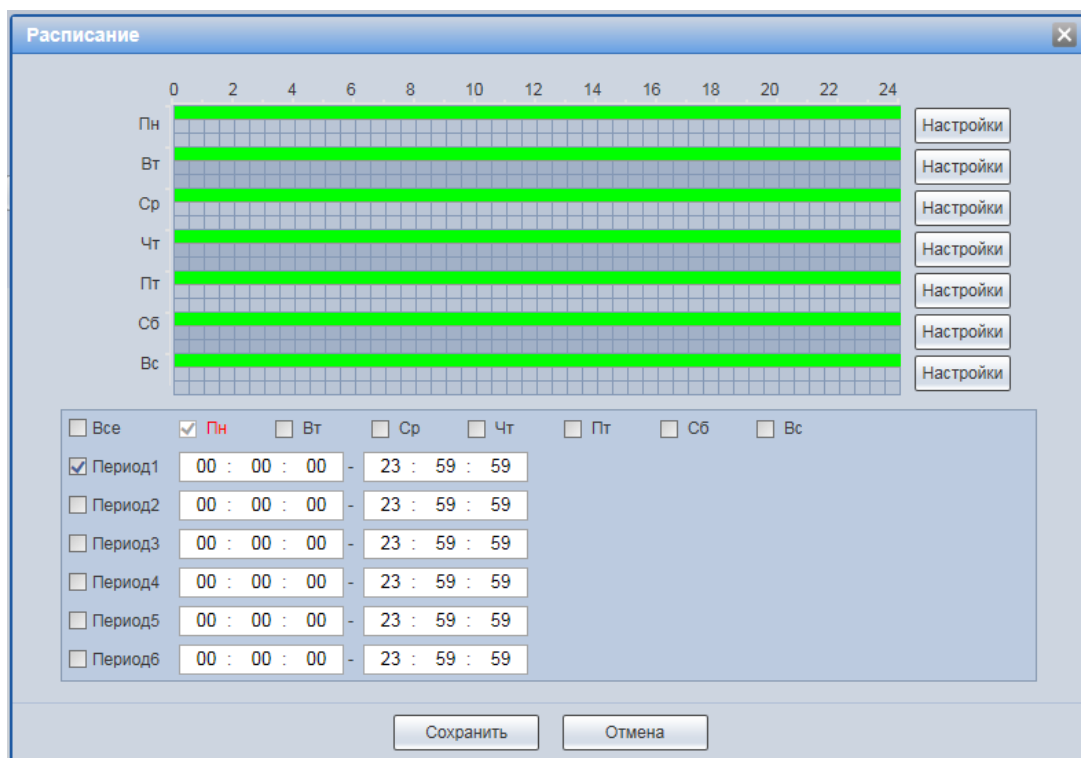 Расписание
0 2 4 6 8 10 12 14 16 18 20 22 24
Пн Настройки
Вт Настройки
Ср Настройки
Чт Настройки
Пт Настройки
Сб Настройки
Вс Настройки
Все Пн Вт Ср Чт Пт Сб Вс
Период1 00 : 00 : 00 - 23 : 59 : 59
Период2 00 : 00 : 00 - 23 : 59 : 59
Период3 00 : 00 : 00 - 23 : 59 : 59
Период4 00 : 00 : 00 - 23 : 59 : 59
Период5 00 : 00 : 00 - 23 : 59 : 59
Период6 00 : 00 : 00 - 23 : 59 : 59
Сохранить Отмена